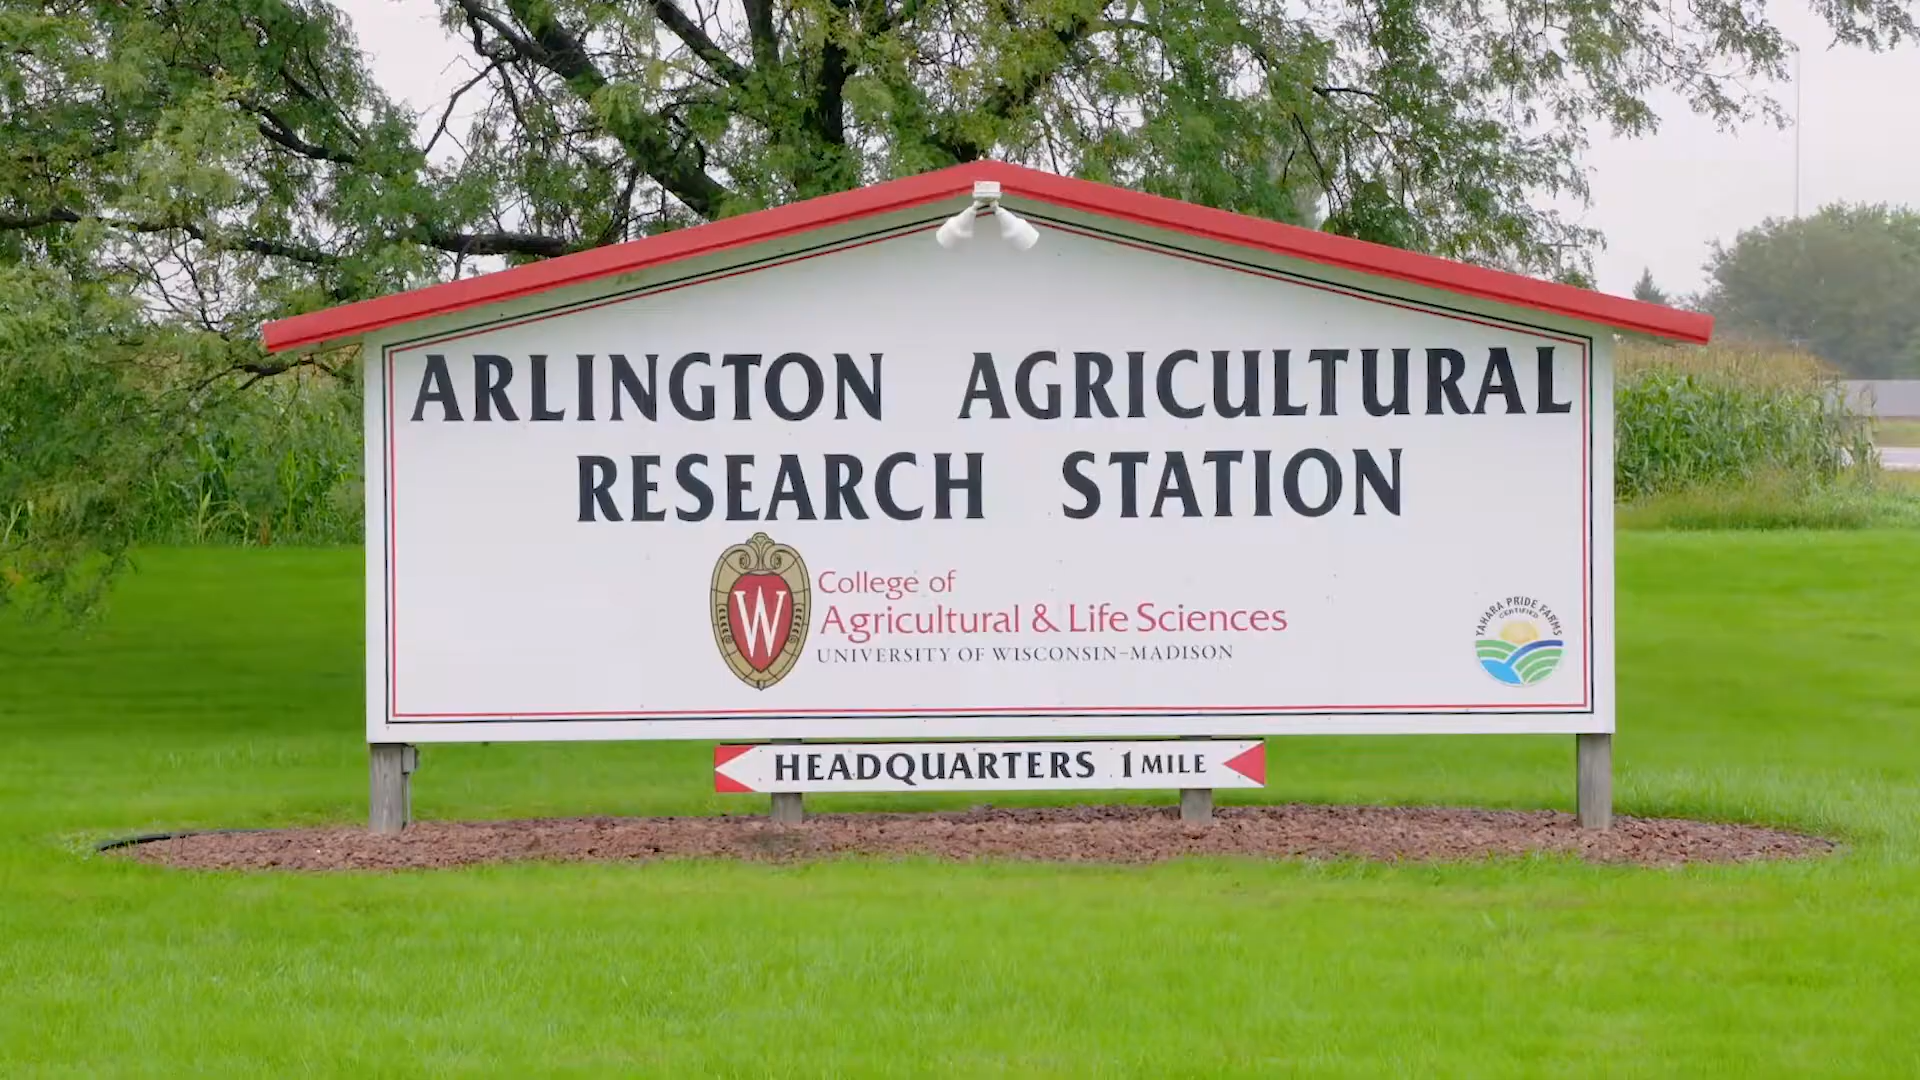 ARLINGTON AGRICULTURAL
RESEARCH STATION
W
College of
Agricultural & Life Sciences
UNIVERSITY OF WISCONSIN–MADISON
YAHARA PRIDE FARMS
CERTIFIED
HEADQUARTERS 1 MILE